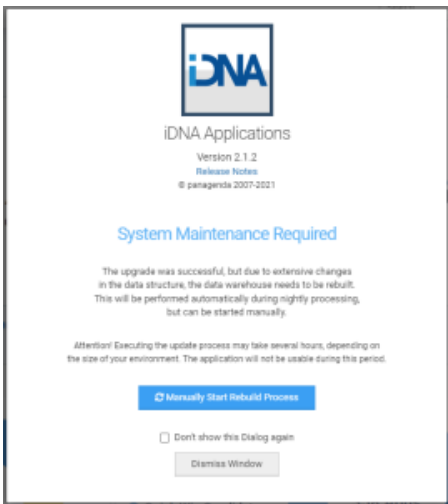 iDNA
iDNA Applications
Version 2.1.2
Release Notes
© panagenda 2007-2021
System Maintenance Required
The upgrade was successful, but due to extensive changes
in the data structure, the data warehouse needs to be rebuilt.
This will be performed automatically during nightly processing,
but can be started manually.
Attention! Executing the update process may take several hours, depending on
the size of your environment. The application will not be usable during this period.
Manually Start Rebuild Process
Don't show this Dialog again
Dismiss Window